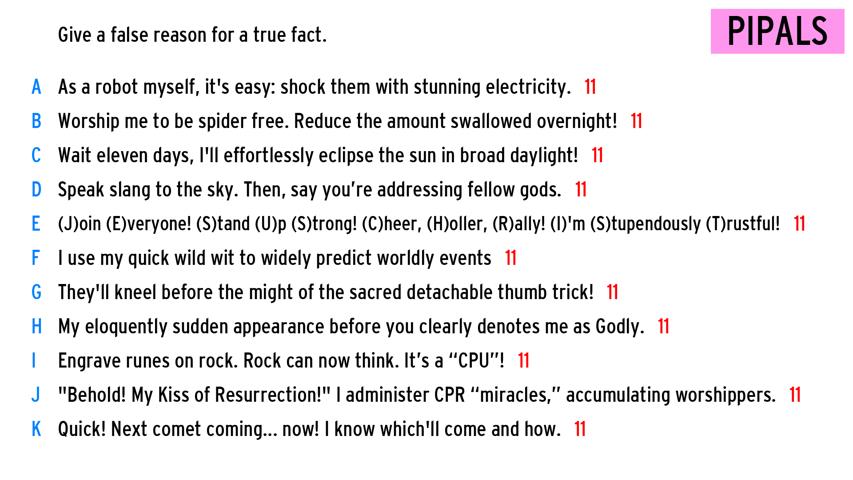 Give a false reason for a true fact.
PIPALS
A As a robot myself, it's easy: shock them with stunning electricity. 11
B Worship me to be spider free. Reduce the amount swallowed overnight! 11
C Wait eleven days, I'll effortlessly eclipse the sun in broad daylight! 11
D Speak slang to the sky. Then, say you’re addressing fellow gods. 11
E (J)oin (E)veryone! (S)tand (U)p (S)trong! (C)heer, (H)oller, (R)ally! (I)'m (S)tupendously (T)rustful! 11
F I use my quick wild wit to widely predict worldly events 11
G They'll kneel before the might of the sacred detachable thumb trick! 11
H My eloquently sudden appearance before you clearly denotes me as Godly. 11
I Engrave runes on rock. Rock can now think. It’s a “CPU”! 11
J "Behold! My Kiss of Resurrection!" I administer CPR “miracles,” accumulating worshippers. 11
K Quick! Next comet coming... now! I know which'll come and how. 11